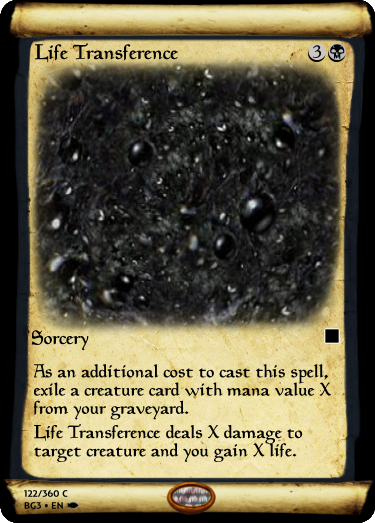 Life Transference 3
Sorcery
As an additional cost to cast this spell,
exile a creature card with mana value X
from your graveyard.
Life Transference deals X damage to
target creature and you gain X life.
122/360 C
BG3 • EN